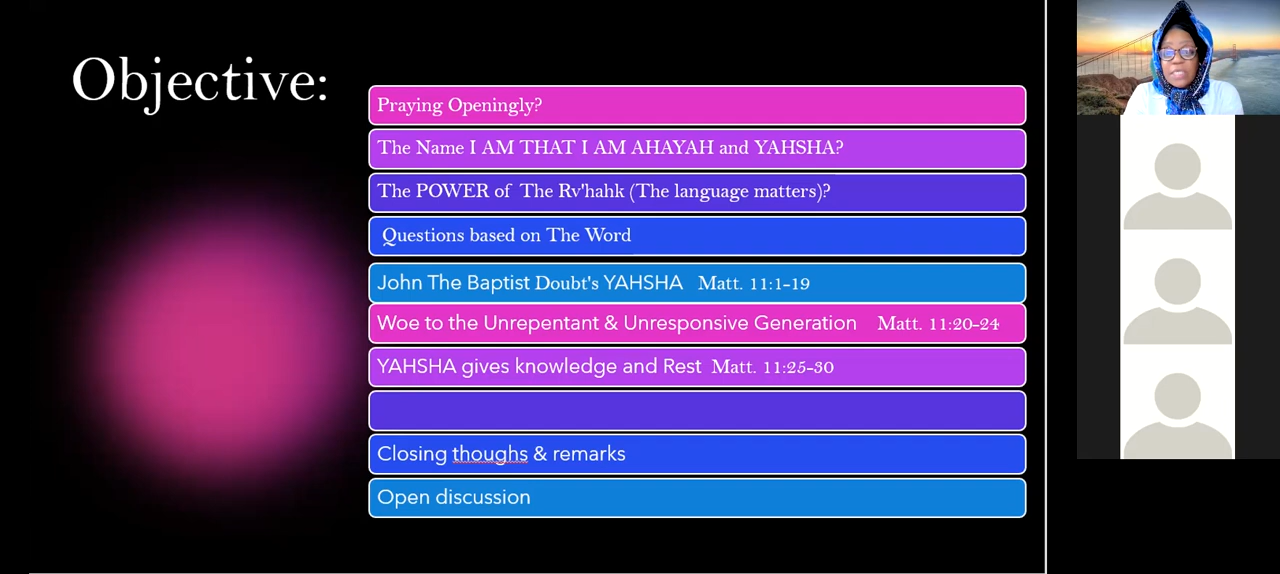 Objective:
Praying Openingly?
The Name I AM THAT I AM AHAYAH and YAHSHA?
The POWER of The Rv'hahk (The language matters)?
Questions based on The Word
John The Baptist Doubt's YAHSHA Matt. 11:1-19
Woe to the Unrepentant & Unresponsive Generation Matt. 11:20-24
YAHSHA gives knowledge and Rest Matt. 11:25-30
Closing thoughs & remarks
Open discussion